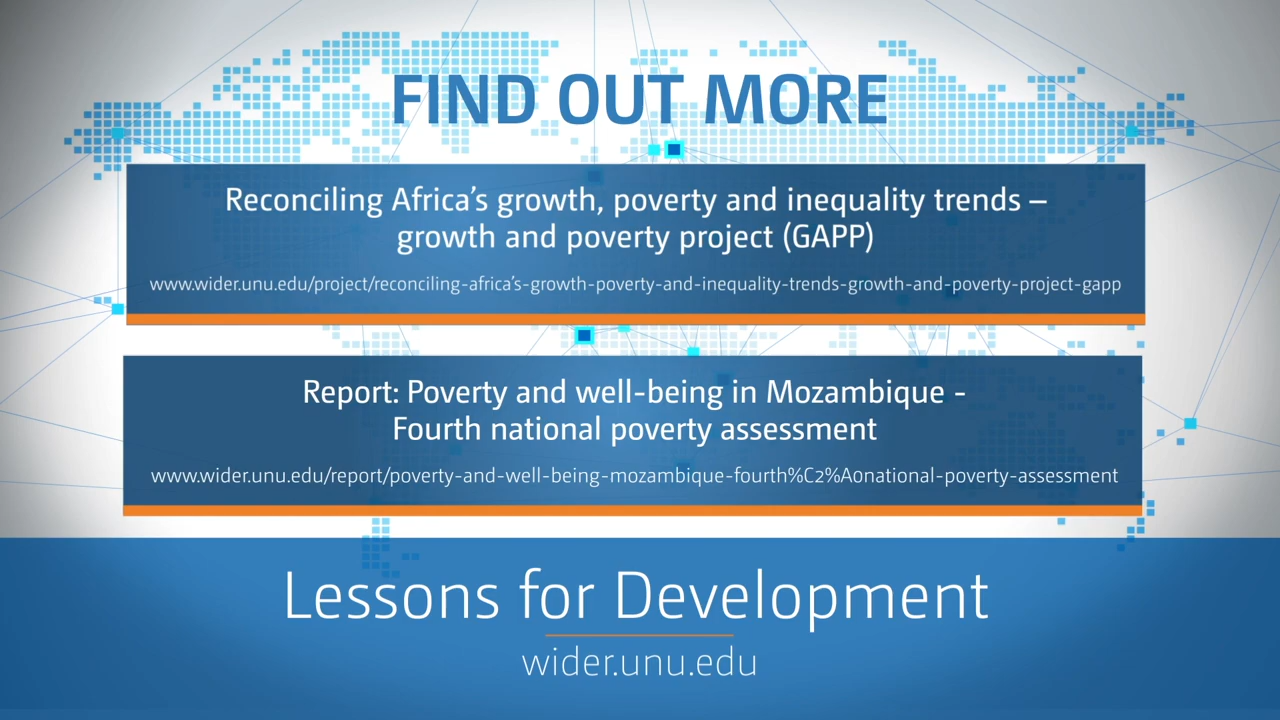 FIND OUT MORE
Reconciling Africa's growth, poverty and inequality trends –
growth and poverty project (GAPP)
www.wider.unu.edu/project/reconciling-africa's-growth-poverty-and-inequality-trends-growth-and-poverty-project-gapp
Report: Poverty and well-being in Mozambique -
Fourth national poverty assessment
www.wider.unu.edu/report/poverty-and-well-being-mozambique-fourth%C2%A0national-poverty-assessment
Lessons for Development
wider.unu.edu